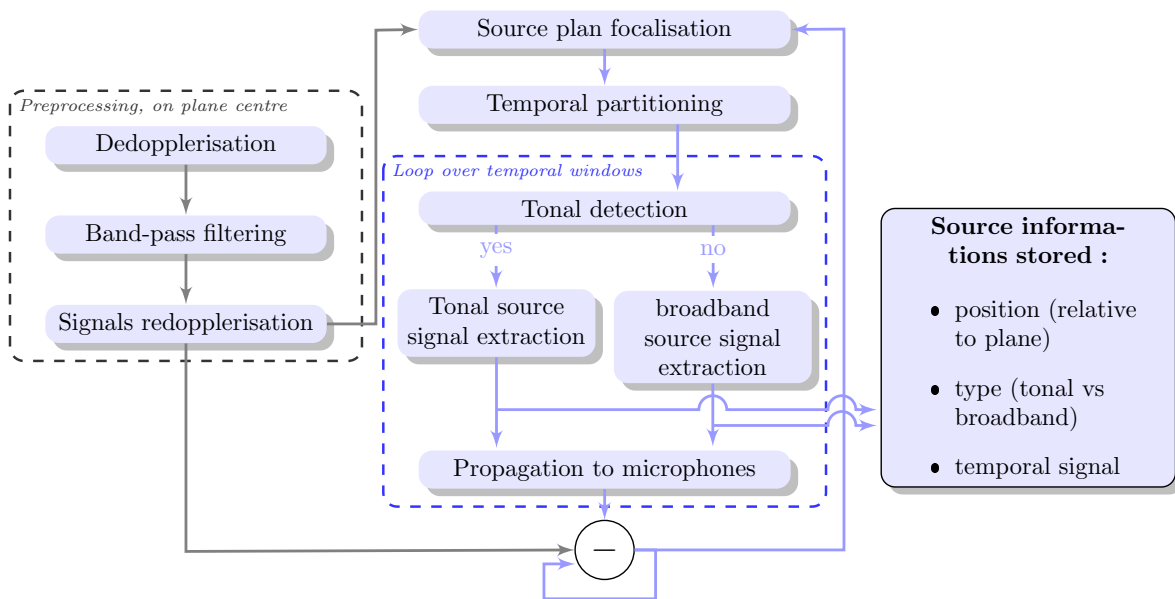 Source plan focalisation
Temporal partitioning
Preprocessing, on plane centre
Dedopplerisation
Band-pass filtering
Signals redopplerisation
Loop over temporal windows
Tonal detection
yes
no
Tonal source
signal extraction
broadband
source signal
extraction
Propagation to microphones
−
Source informa-
tions stored :
• position (relative
to plane)
• type (tonal vs
broadband)
• temporal signal